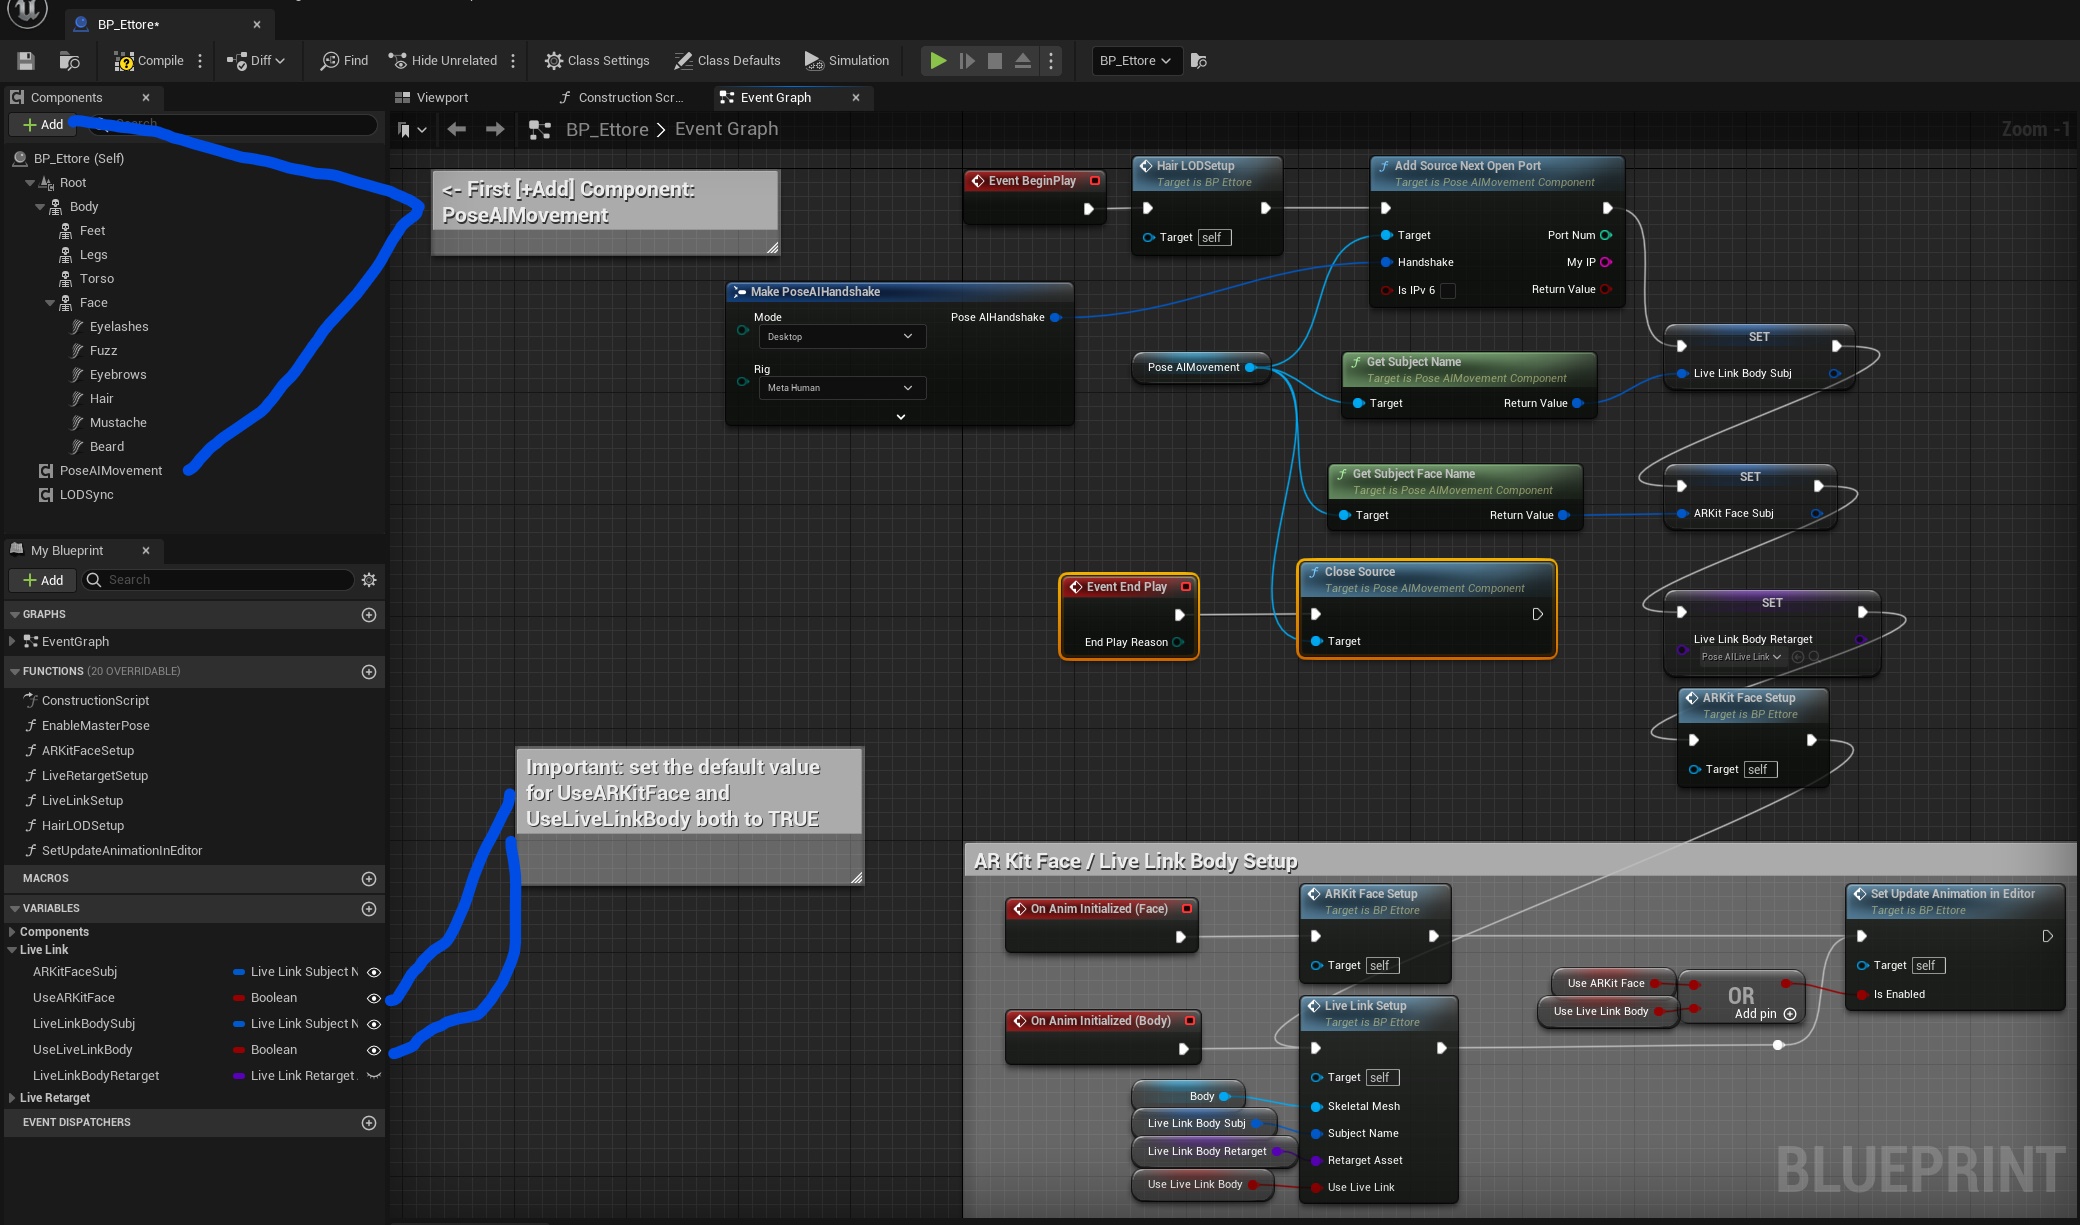 BP_Ettore*
Compile
Diff
Find
Hide Unrelated
Class Settings
Class Defaults
Simulation
BP_Ettore
Components
Viewport
Construction Scr...
Event Graph
Add
Search
BP_Ettore > Event Graph
Zoom -1
BP_Ettore (Self)
Root
Body
Feet
Legs
Torso
Face
Eyelashes
Fuzz
Eyebrows
Hair
Mustache
Beard
PoseAIMovement
LODSync
My Blueprint
Add
Search
GRAPHS
EventGraph
FUNCTIONS (20 OVERRIDABLE)
ConstructionScript
EnableMasterPose
ARKitFaceSetup
LiveRetargetSetup
LiveLinkSetup
HairLODSetup
SetUpdateAnimationInEditor
MACROS
VARIABLES
Components
Live Link
ARKitFaceSubj Live Link Subject N
UseARKitFace Boolean
LiveLinkBodySubj Live Link Subject N
UseLiveLinkBody Boolean
LiveLinkBodyRetarget Live Link Retarget
Live Retarget
EVENT DISPATCHERS
<- First [+Add] Component:
PoseAIMovement
Event BeginPlay
Hair LODSetup
Target is BP Ettore
Target self
Add Source Next Open Port
Target is Pose AIMovement Component
Target Port Num
Handshake My IP
Is IPv 6 Return Value
Make PoseAIHandshake
Mode Pose AIHandshake
Desktop
Rig
Meta Human
Pose AIMovement
Get Subject Name
Target is Pose AIMovement Component
Target Return Value
SET
Live Link Body Subj
Get Subject Face Name
Target is Pose AIMovement Component
Target Return Value
SET
ARKit Face Subj
Event End Play
End Play Reason
Close Source
Target is Pose AIMovement Component
Target
SET
Live Link Body Retarget
Pose AILive Link
ARKit Face Setup
Target is BP Ettore
Target self
Important: set the default value
for UseARKitFace and
UseLiveLinkBody both to TRUE
AR Kit Face / Live Link Body Setup
On Anim Initialized (Face)
ARKit Face Setup
Target is BP Ettore
Target self
Set Update Animation in Editor
Target is BP Ettore
Target self
Is Enabled
Use ARKit Face
Use Live Link Body
OR
Add pin
On Anim Initialized (Body)
Live Link Setup
Target is BP Ettore
Target self
Body Skeletal Mesh
Live Link Body Subj Subject Name
Live Link Body Retarget Retarget Asset
Use Live Link Body Use Live Link
BLUEPRINT